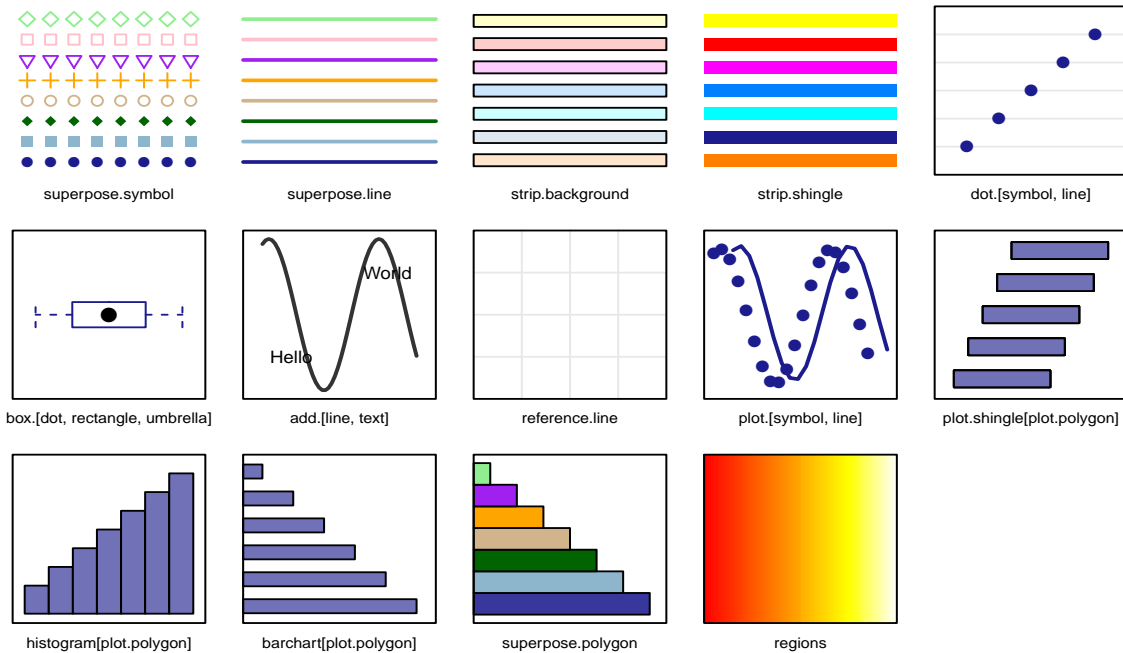 superpose.symbol
superpose.line
strip.background
strip.shingle
dot.[symbol, line]
World
Hello
box.[dot, rectangle, umbrella]
add.[line, text]
reference.line
plot.[symbol, line]
plot.shingle[plot.polygon]
histogram[plot.polygon]
barchart[plot.polygon]
superpose.polygon
regions